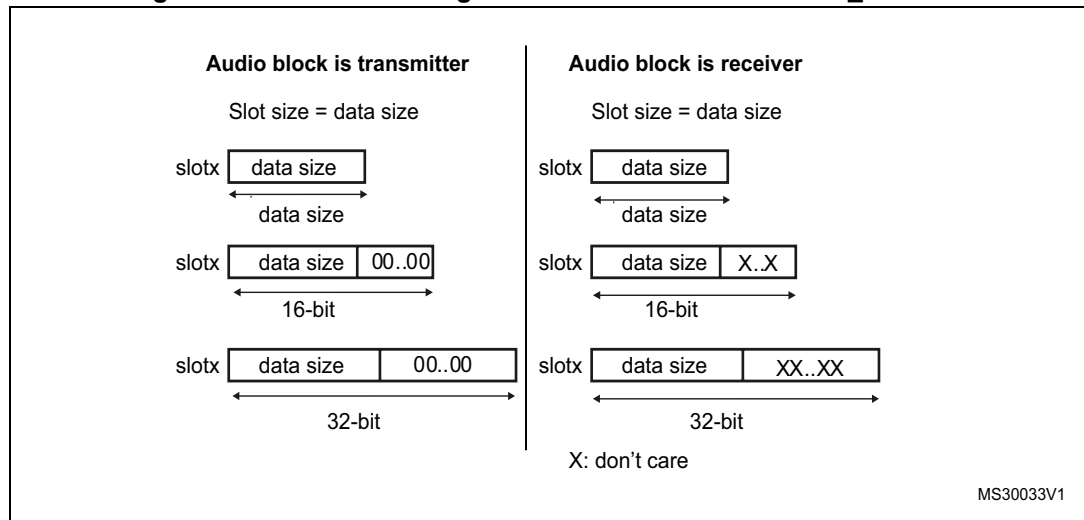 Audio block is transmitter
Slot size = data size
slotx data size
data size
slotx data size 00..00
16-bit
slotx data size 00..00
32-bit
Audio block is receiver
Slot size = data size
slotx data size
data size
slotx data size X..X
16-bit
slotx data size XX..XX
32-bit
X: don't care
MS30033V1